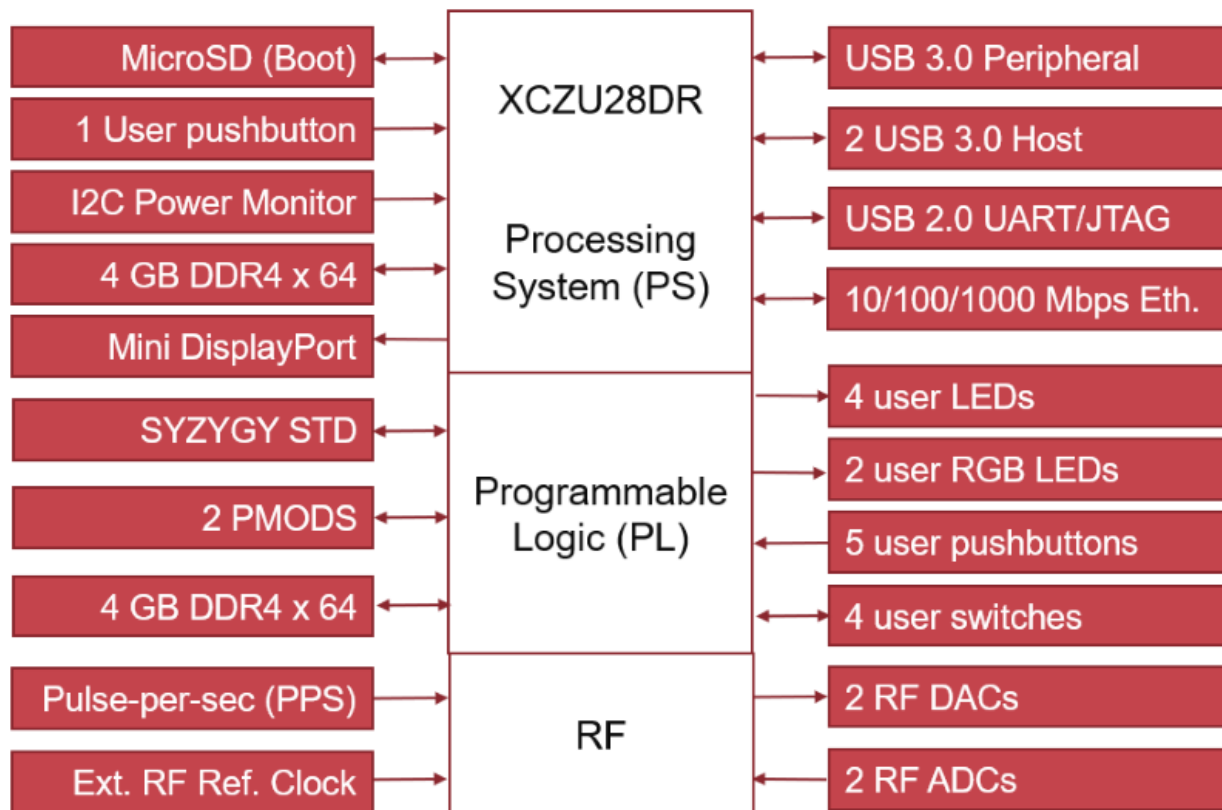 MicroSD (Boot)
1 User pushbutton
I2C Power Monitor
4 GB DDR4 x 64
Mini DisplayPort
SYZYGY STD
2 PMODS
4 GB DDR4 x 64
Pulse-per-sec (PPS)
Ext. RF Ref. Clock
XCZU28DR
Processing
System (PS)
Programmable
Logic (PL)
RF
USB 3.0 Peripheral
2 USB 3.0 Host
USB 2.0 UART/JTAG
10/100/1000 Mbps Eth.
4 user LEDs
2 user RGB LEDs
5 user pushbuttons
4 user switches
2 RF DACs
2 RF ADCs